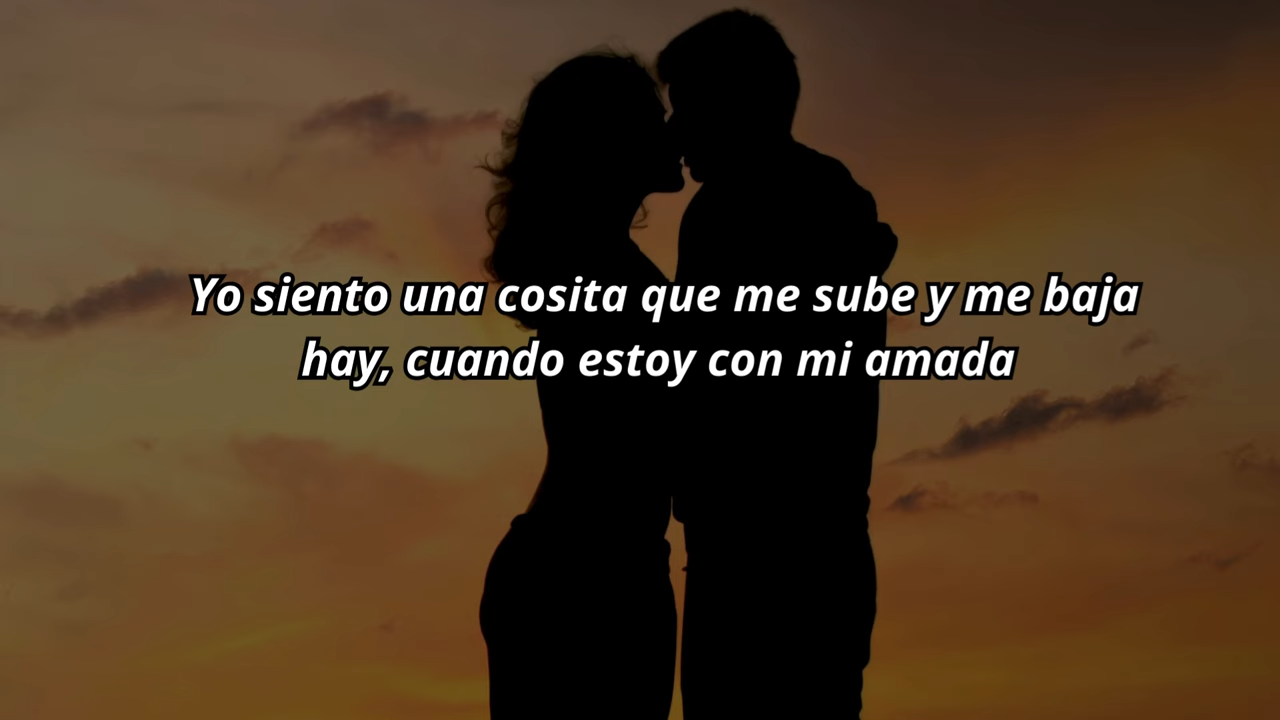 Yo siento una cosita que me sube y me baja
hay, cuando estoy con mi amada